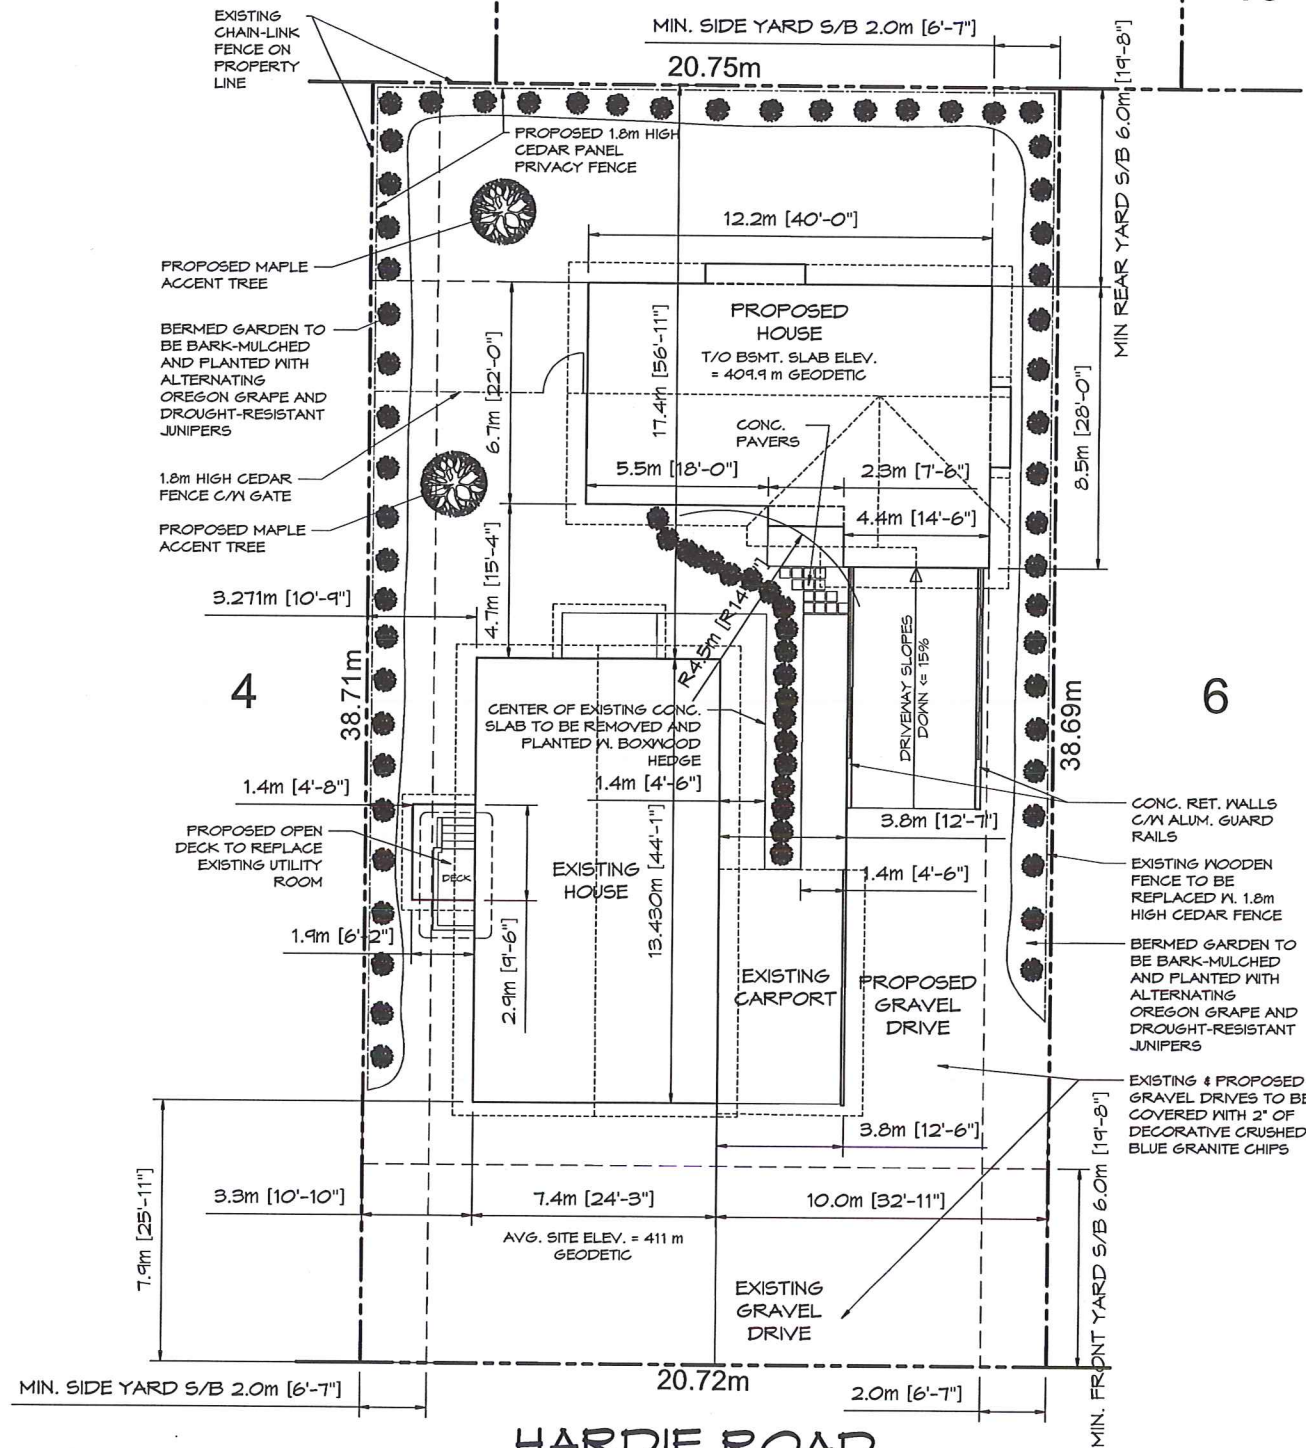 EXISTING
CHAIN-LINK
FENCE ON
PROPERTY
LINE
MIN. SIDE YARD S/B 2.0m [6'-7"]
20.75m
MIN REAR YARD S/B 6.0m [19'-8"]
PROPOSED 1.8m HIGH
CEDAR PANEL
PRIVACY FENCE
12.2m [40'-0"]
PROPOSED MAPLE
ACCENT TREE
BERMED GARDEN TO
BE BARK-MULCHED
AND PLANTED WITH
ALTERNATING
OREGON GRAPE AND
DROUGHT-RESISTANT
JUNIPERS
1.8m HIGH CEDAR
FENCE C/W GATE
PROPOSED MAPLE
ACCENT TREE
6.7m [22'-0"]
17.4m [56'-11"]
PROPOSED
HOUSE
T/O BSMT. SLAB ELEV.
= 409.9 m GEODETIC
CONC.
PAVERS
5.5m [18'-0"]
2.3m [7'-6"]
4.4m [14'-6"]
8.5m [28'-0"]
3.271m [10'-9"]
4.7m [15'-4"]
R4.5m [R14'
DRIVEWAY SLOPES
DOWN <= 15%
4
38.71m
38.69m
6
CENTER OF EXISTING CONC.
SLAB TO BE REMOVED AND
PLANTED W. BOXWOOD
HEDGE
1.4m [4'-8"]
1.4m [4'-6"]
3.8m [12'-7"]
PROPOSED OPEN
DECK TO REPLACE
EXISTING UTILITY
ROOM
DECK
EXISTING
HOUSE
13.430m [44'-1"]
1.4m [4'-6"]
1.9m [6'-2"]
2.9m [9'-6"]
EXISTING
CARPORT
PROPOSED
GRAVEL
DRIVE
CONC. RET. WALLS
C/W ALUM. GUARD
RAILS
EXISTING WOODEN
FENCE TO BE
REPLACED W. 1.8m
HIGH CEDAR FENCE
BERMED GARDEN TO
BE BARK-MULCHED
AND PLANTED WITH
ALTERNATING
OREGON GRAPE AND
DROUGHT-RESISTANT
JUNIPERS
EXISTING & PROPOSED
GRAVEL DRIVES TO BE
COVERED WITH 2" OF
DECORATIVE CRUSHED
BLUE GRANITE CHIPS
3.8m [12'-6"]
7.9m [25'-11"]
3.3m [10'-10"]
7.4m [24'-3"]
10.0m [32'-11"]
AVG. SITE ELEV. = 411 m
GEODETIC
EXISTING
GRAVEL
DRIVE
MIN. FRONT YARD S/B 6.0m [19'-8"]
MIN. SIDE YARD S/B 2.0m [6'-7"]
20.72m
2.0m [6'-7"]
HARDIE ROAD